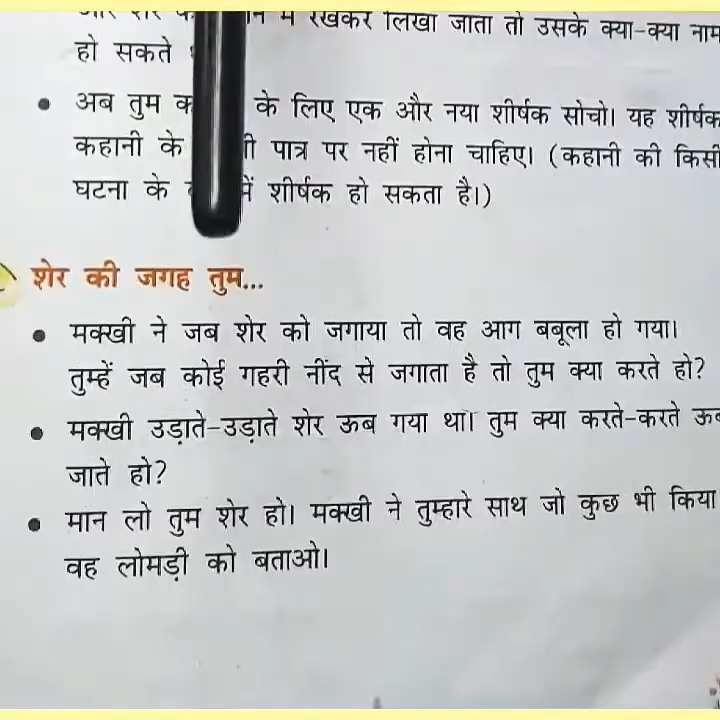 में रखकर लिखा जाता तो उसके क्या-क्या नाम
हो सकते
अब तुम के लिए एक और नया शीर्षक सोचो। यह शीर्षक
कहानी के पात्र पर नहीं होना चाहिए। (कहानी की किसी
घटना के में शीर्षक हो सकता है।)
शेर की जगह तुम...
मक्खी ने जब शेर को जगाया तो वह आग बबूला हो गया।
तुम्हें जब कोई गहरी नींद से जगाता है तो तुम क्या करते हो?
मक्खी उड़ाते-उड़ाते शेर ऊब गया था। तुम क्या करते-करते
जाते हो?
मान लो तुम शेर हो। मक्खी ने तुम्हारे साथ जो कुछ भी किया
वह लोमड़ी को बताओ।